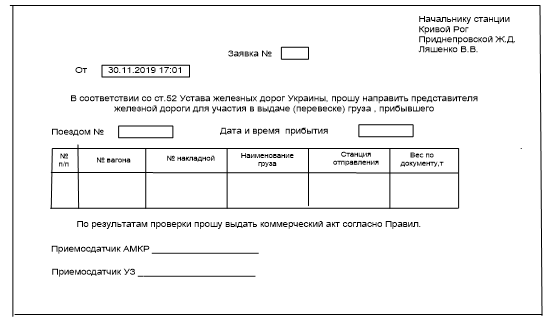 Начальнику станции
Кривой Рог
Приднепровской Ж.Д.
Ляшенко В.В.
Заявка №
От 30.11.2019 17:01
В соответствии со ст.52 Устава железных дорог Украины, прошу направить представителя
железной дороги для участия в выдаче (перевеске) груза , прибывшего
Поездом № Дата и время прибытия
№ п/п № вагона № накладной Наименование груза Станция отправления Вес по документу,т
По результатам проверки прошу выдать коммерческий акт согласно Правил.
Приемосдатчик АМКР
Приемосдатчик УЗ